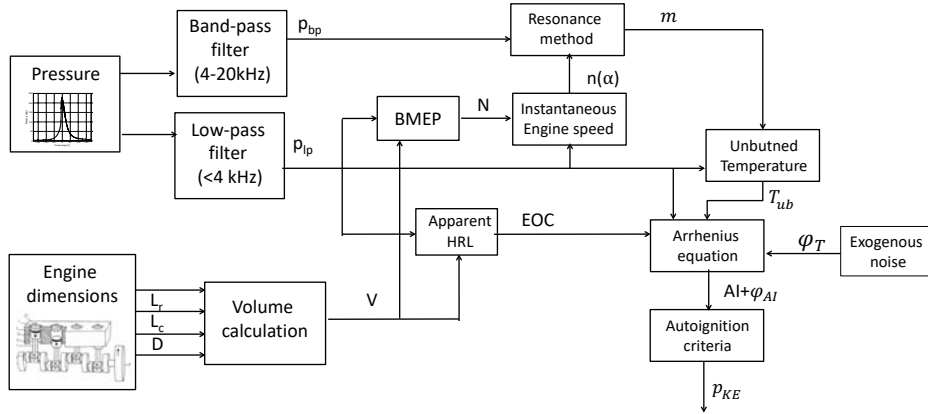 Pressure
Band-pass
filter
(4-20kHz)
p_bp
Resonance
method
m
n(α)
Low-pass
filter
(<4 kHz)
p_lp
BMEP
N
Instantaneous
Engine speed
Unbutned
Temperature
T_ub
Apparent
HRL
EOC
Arrhenius
equation
φ_T
Exogenous
noise
Engine
dimensions
L_r
L_c
D
Volume
calculation
V
AI+φ_AI
Autoignition
criteria
p_KE